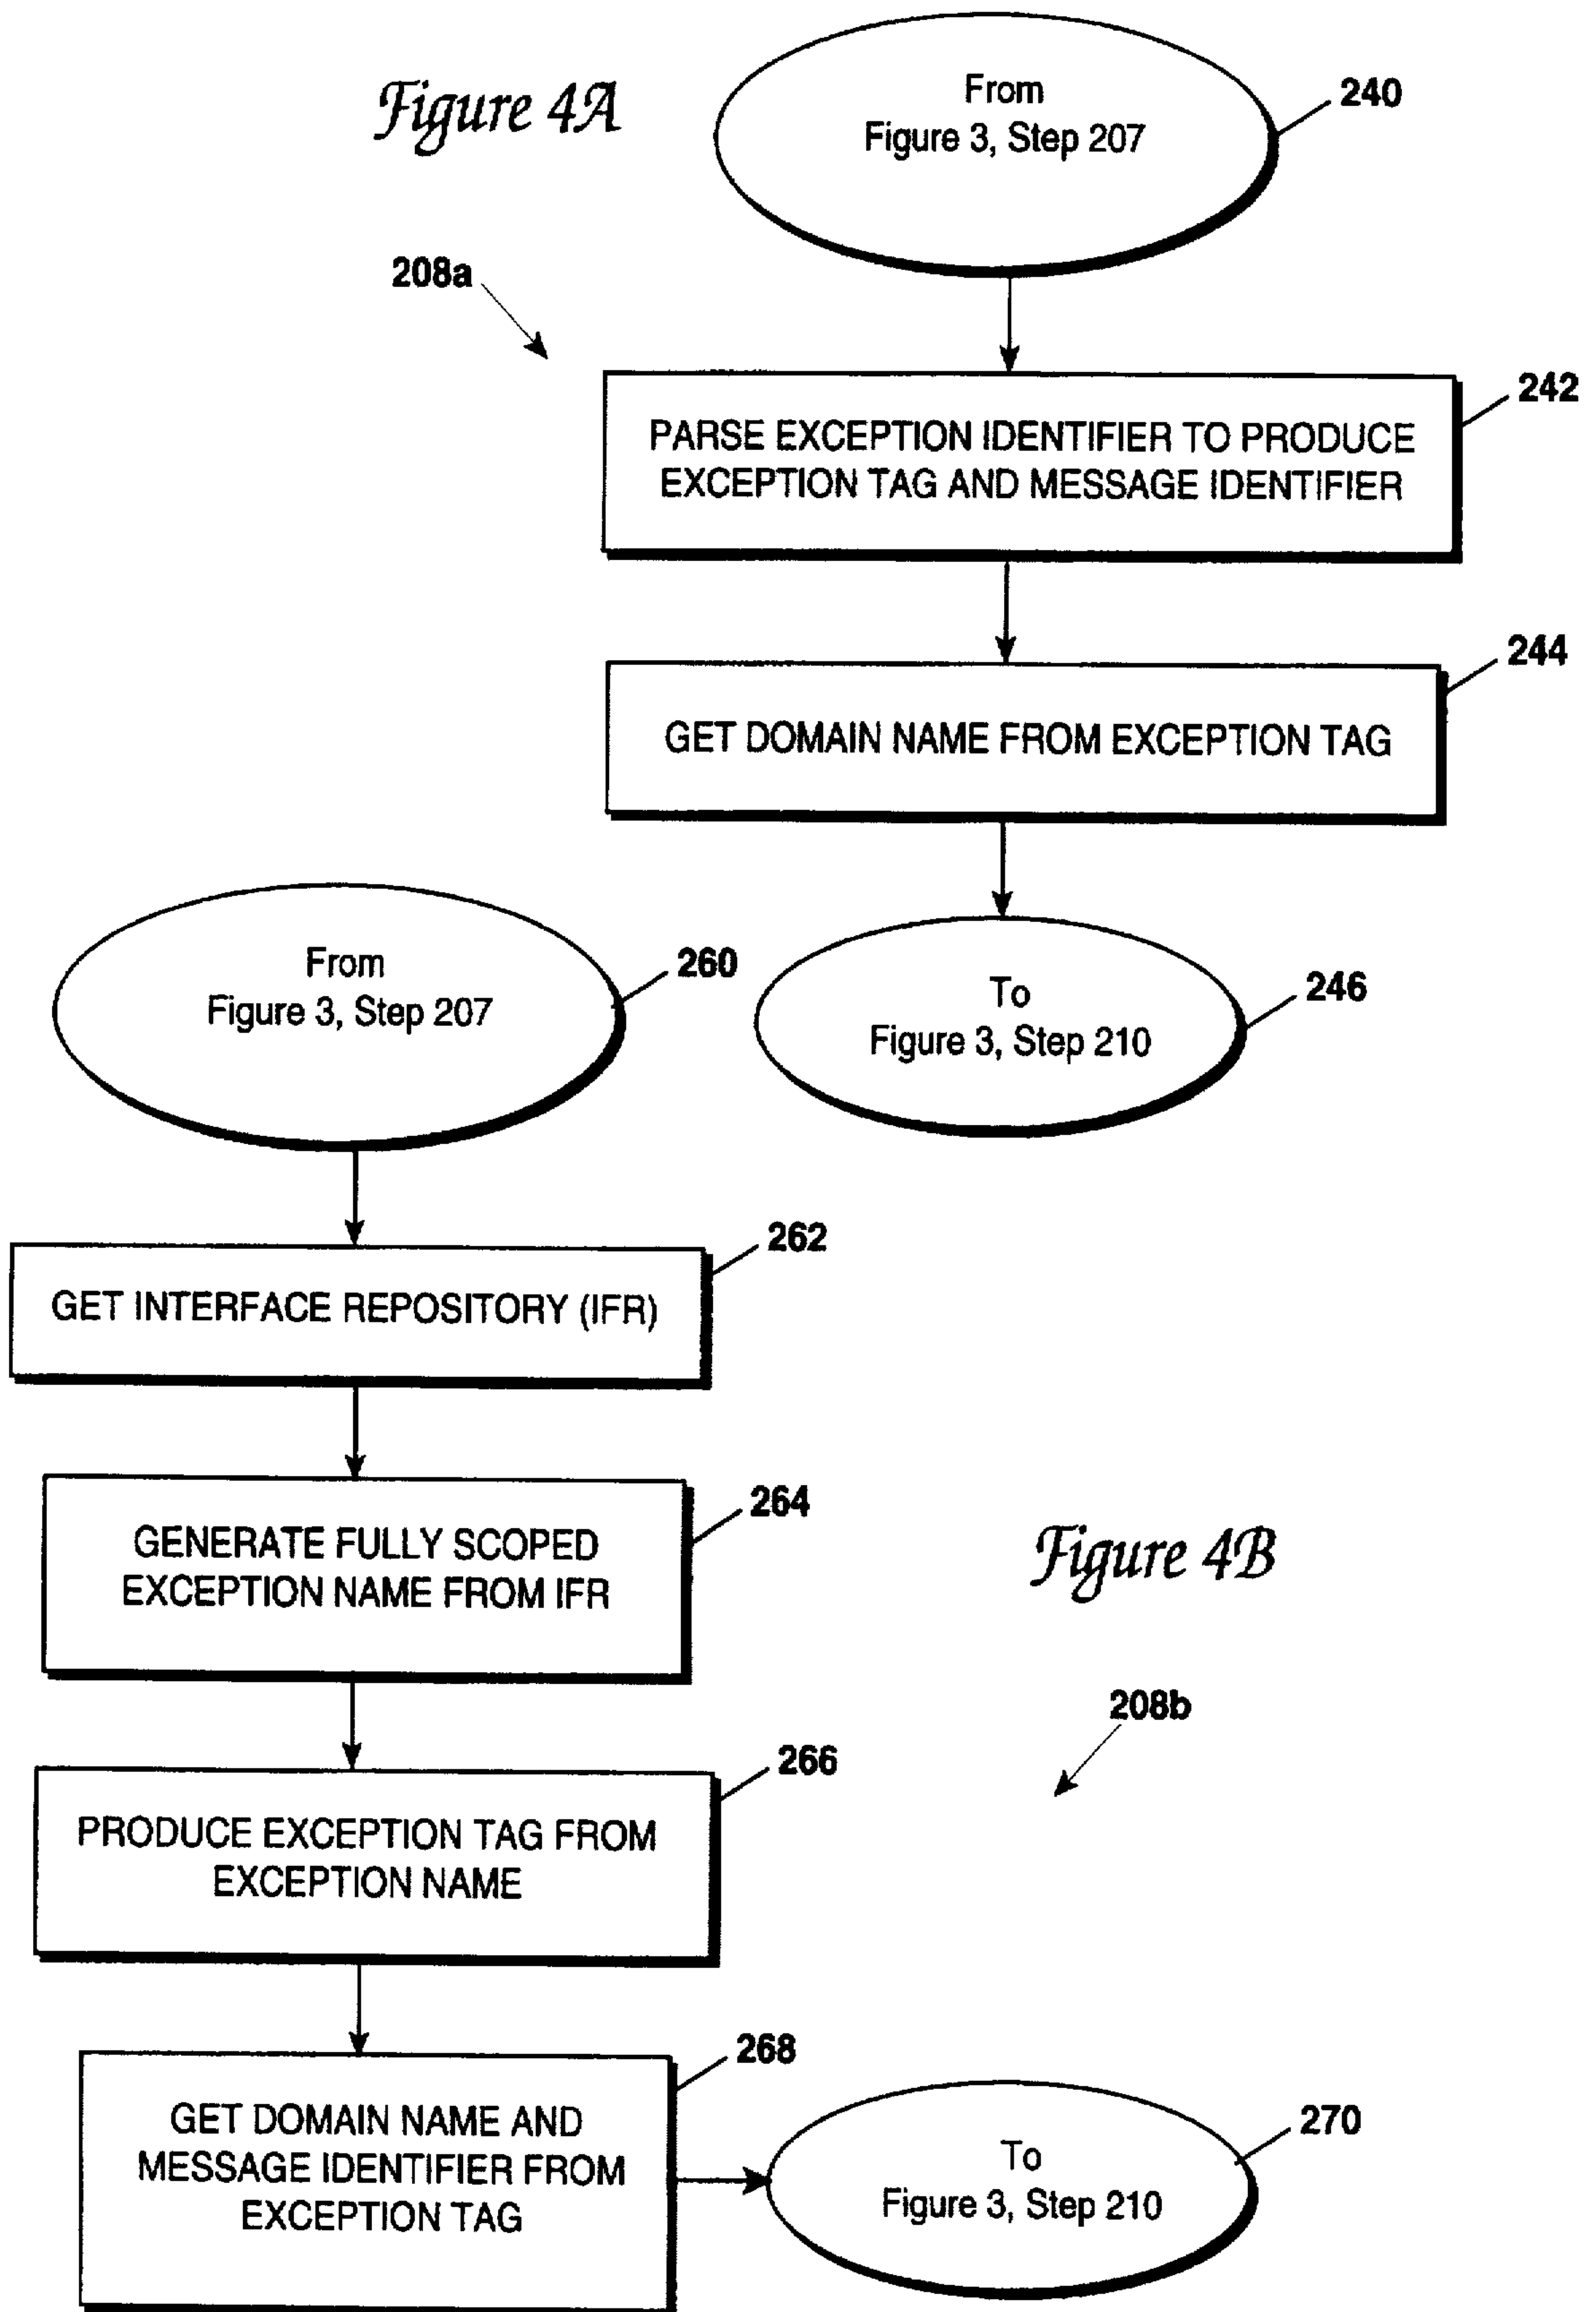 Figure 4A
From
Figure 3, Step 207
240
208a
242
PARSE EXCEPTION IDENTIFIER TO PRODUCE
EXCEPTION TAG AND MESSAGE IDENTIFIER
244
GET DOMAIN NAME FROM EXCEPTION TAG
To
Figure 3, Step 210
246
From
Figure 3, Step 207
260
262
GET INTERFACE REPOSITORY (IFR)
264
GENERATE FULLY SCOPED
EXCEPTION NAME FROM IFR
Figure 4B
208b
266
PRODUCE EXCEPTION TAG FROM
EXCEPTION NAME
268
GET DOMAIN NAME AND
MESSAGE IDENTIFIER FROM
EXCEPTION TAG
270
To
Figure 3, Step 210